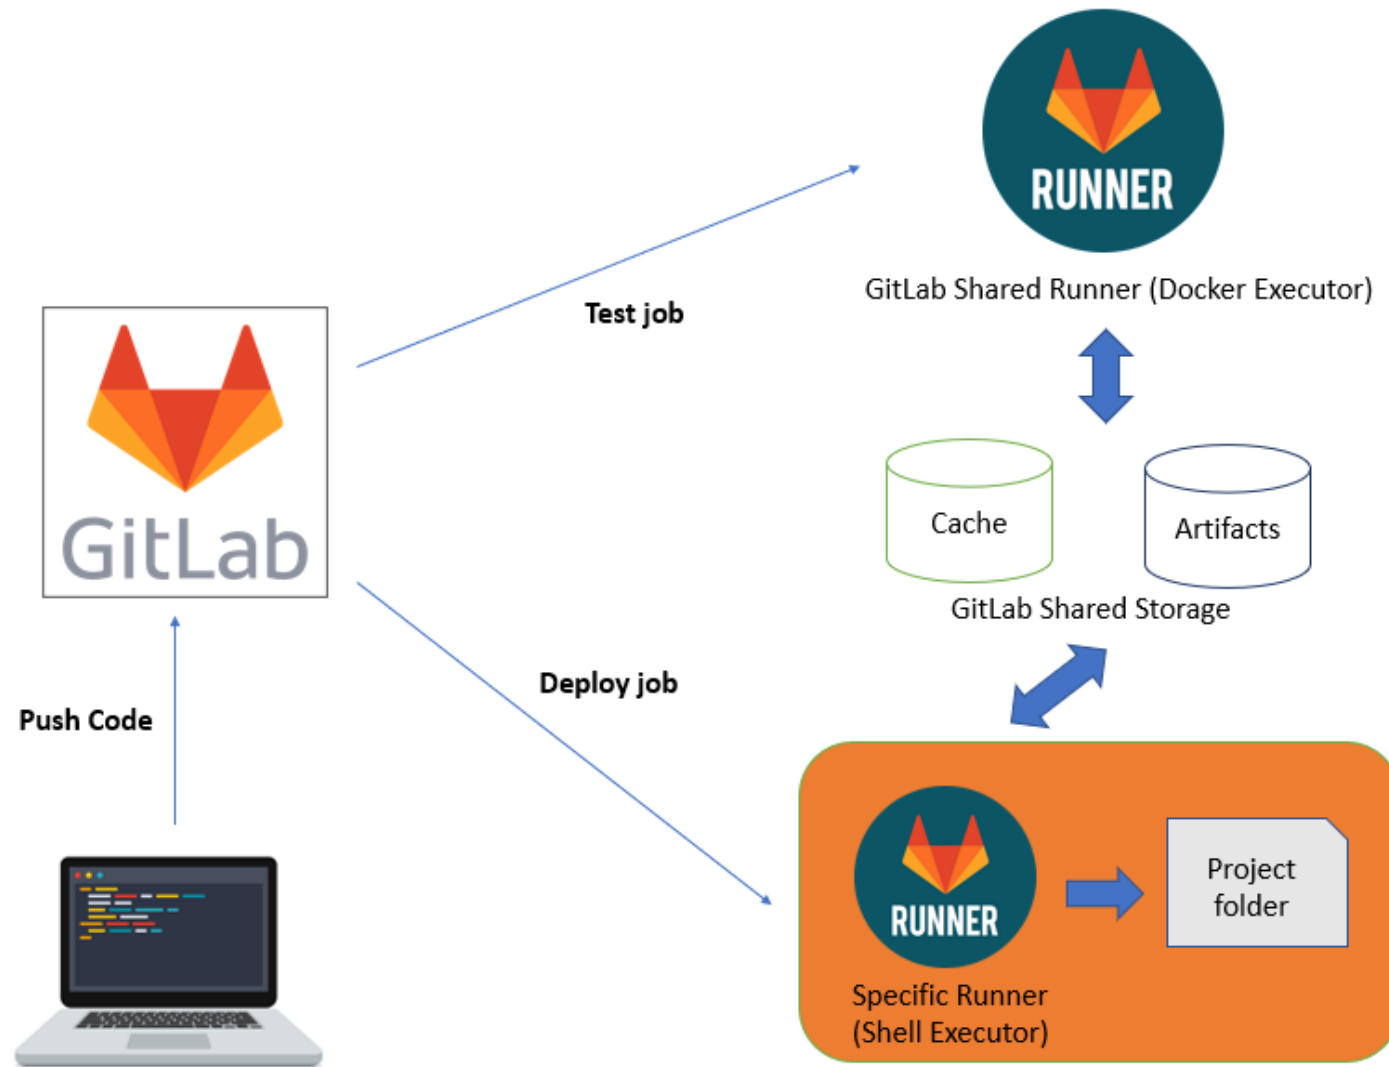 RUNNER
GitLab Shared Runner (Docker Executor)
Test job
GitLab
Cache
Artifacts
GitLab Shared Storage
Deploy job
Push Code
RUNNER
Project
folder
Specific Runner
(Shell Executor)